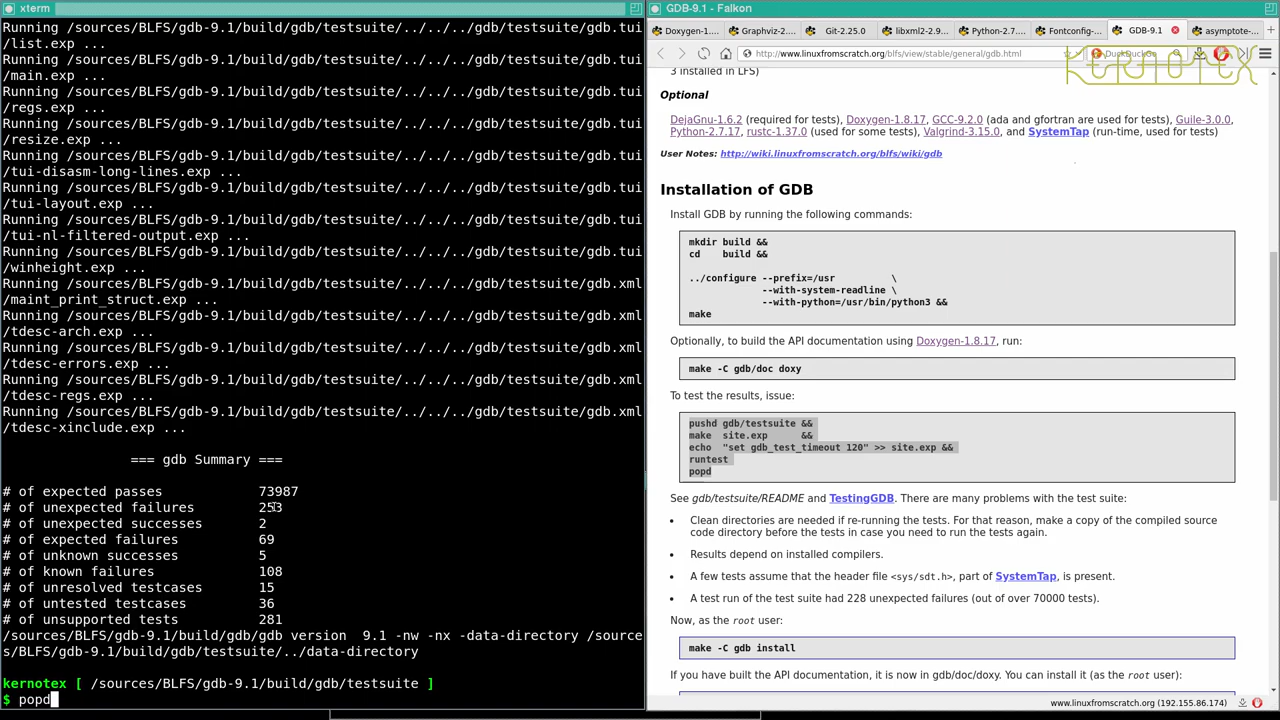 xterm
Running /sources/BLFS/gdb-9.1/build/gdb/testsuite/../../../gdb/testsuite/gdb.tui
/list.exp ...
Running /sources/BLFS/gdb-9.1/build/gdb/testsuite/../../../gdb/testsuite/gdb.tui
/main.exp ...
Running /sources/BLFS/gdb-9.1/build/gdb/testsuite/../../../gdb/testsuite/gdb.tui
/regs.exp ...
Running /sources/BLFS/gdb-9.1/build/gdb/testsuite/../../../gdb/testsuite/gdb.tui
/resize.exp ...
Running /sources/BLFS/gdb-9.1/build/gdb/testsuite/../../../gdb/testsuite/gdb.tui
/tui-disasm-long-lines.exp ...
Running /sources/BLFS/gdb-9.1/build/gdb/testsuite/../../../gdb/testsuite/gdb.tui
/tui-layout.exp ...
Running /sources/BLFS/gdb-9.1/build/gdb/testsuite/../../../gdb/testsuite/gdb.tui
/tui-nl-filtered-output.exp ...
Running /sources/BLFS/gdb-9.1/build/gdb/testsuite/../../../gdb/testsuite/gdb.tui
/winheight.exp ...
Running /sources/BLFS/gdb-9.1/build/gdb/testsuite/../../../gdb/testsuite/gdb.xml
/maint_print_struct.exp ...
Running /sources/BLFS/gdb-9.1/build/gdb/testsuite/../../../gdb/testsuite/gdb.xml
/tdesc-arch.exp ...
Running /sources/BLFS/gdb-9.1/build/gdb/testsuite/../../../gdb/testsuite/gdb.xml
/tdesc-errors.exp ...
Running /sources/BLFS/gdb-9.1/build/gdb/testsuite/../../../gdb/testsuite/gdb.xml
/tdesc-regs.exp ...
Running /sources/BLFS/gdb-9.1/build/gdb/testsuite/../../../gdb/testsuite/gdb.xml
/tdesc-xinclude.exp ...
=== gdb Summary ===
# of expected passes 73987
# of unexpected failures 253
# of unexpected successes 2
# of expected failures 69
# of unknown successes 5
# of known failures 108
# of unresolved testcases 15
# of untested testcases 36
# of unsupported tests 281
/sources/BLFS/gdb-9.1/build/gdb/gdb version  9.1 -nw -nx -data-directory /source
s/BLFS/gdb-9.1/build/gdb/testsuite/../data-directory
kernotex [ /sources/BLFS/gdb-9.1/build/gdb/testsuite ]
$ popd
GDB-9.1 - Falkon
Doxygen-1.... Graphviz-2... Git-2.25.0 libxml2-2.9... Python-2.7.... Fontconfig-... GDB-9.1 asymptote-...
http://www.linuxfromscratch.org/blfs/view/stable/general/gdb.html DuckDuckGo
KERNOTEX
3 installed in LFS)
Optional
DejaGnu-1.6.2 (required for tests), Doxygen-1.8.17, GCC-9.2.0 (ada and gfortran are used for tests), Guile-3.0.0,
Python-2.7.17, rustc-1.37.0 (used for some tests), Valgrind-3.15.0, and SystemTap (run-time, used for tests)
User Notes: http://wiki.linuxfromscratch.org/blfs/wiki/gdb
Installation of GDB
Install GDB by running the following commands:
mkdir build &&
cd    build &&
../configure --prefix=/usr          \
--with-system-readline \
--with-python=/usr/bin/python3 &&
make
Optionally, to build the API documentation using Doxygen-1.8.17, run:
make -C gdb/doc doxy
To test the results, issue:
pushd gdb/testsuite &&
make  site.exp      &&
echo  "set gdb_test_timeout 120" >> site.exp &&
runtest
popd
See gdb/testsuite/README and TestingGDB. There are many problems with the test suite:
• Clean directories are needed if re-running the tests. For that reason, make a copy of the compiled source
code directory before the tests in case you need to run the tests again.
• Results depend on installed compilers.
• A few tests assume that the header file <sys/sdt.h>, part of SystemTap, is present.
• A test run of the test suite had 228 unexpected failures (out of over 70000 tests).
Now, as the root user:
make -C gdb install
If you have built the API documentation, it is now in gdb/doc/doxy. You can install it (as the root user):
www.linuxfromscratch.org (192.155.86.174)